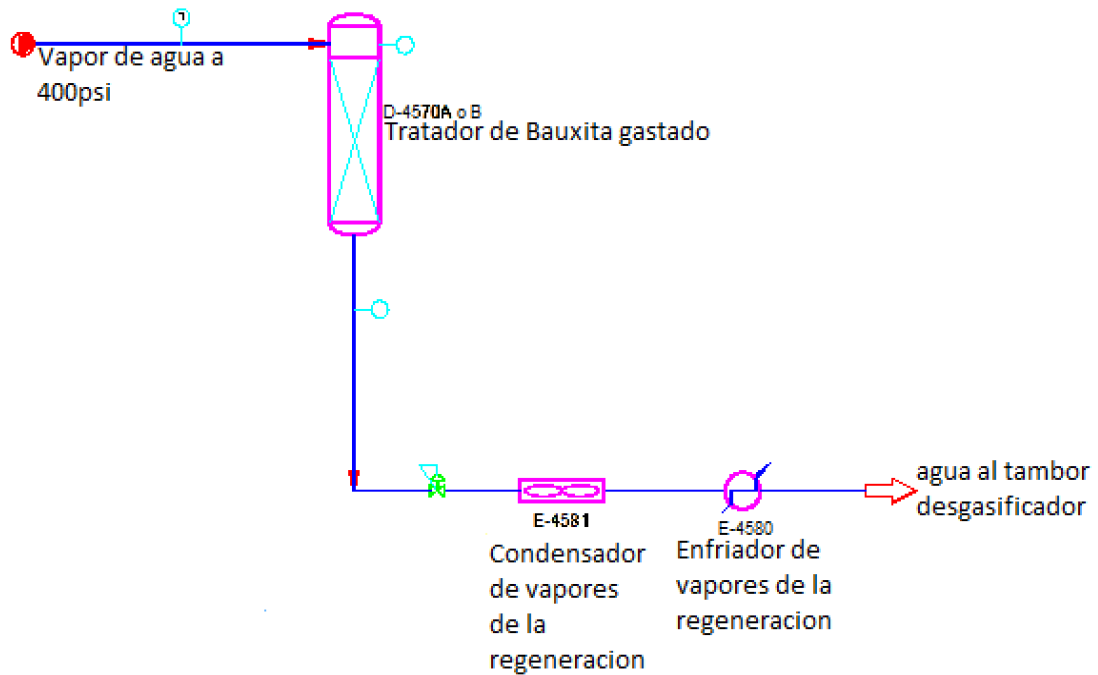 Vapor de agua a
400psi
D-4570A o B
Tratador de Bauxita gastado
agua al tambor
desgasificador
E-4581
Condensador
de vapores
de la
regeneracion
E-4580
Enfriador de
vapores de la
regeneracion